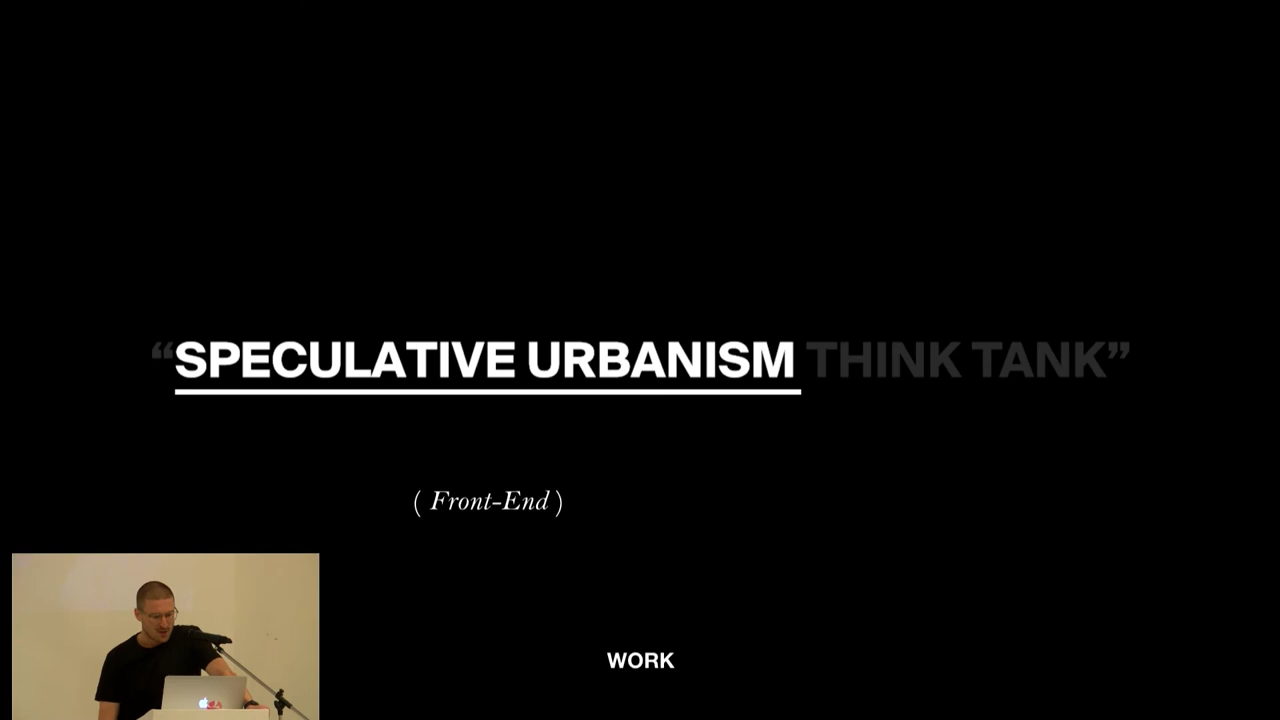 “SPECULATIVE URBANISM THINK TANK”
( Front-End )
WORK